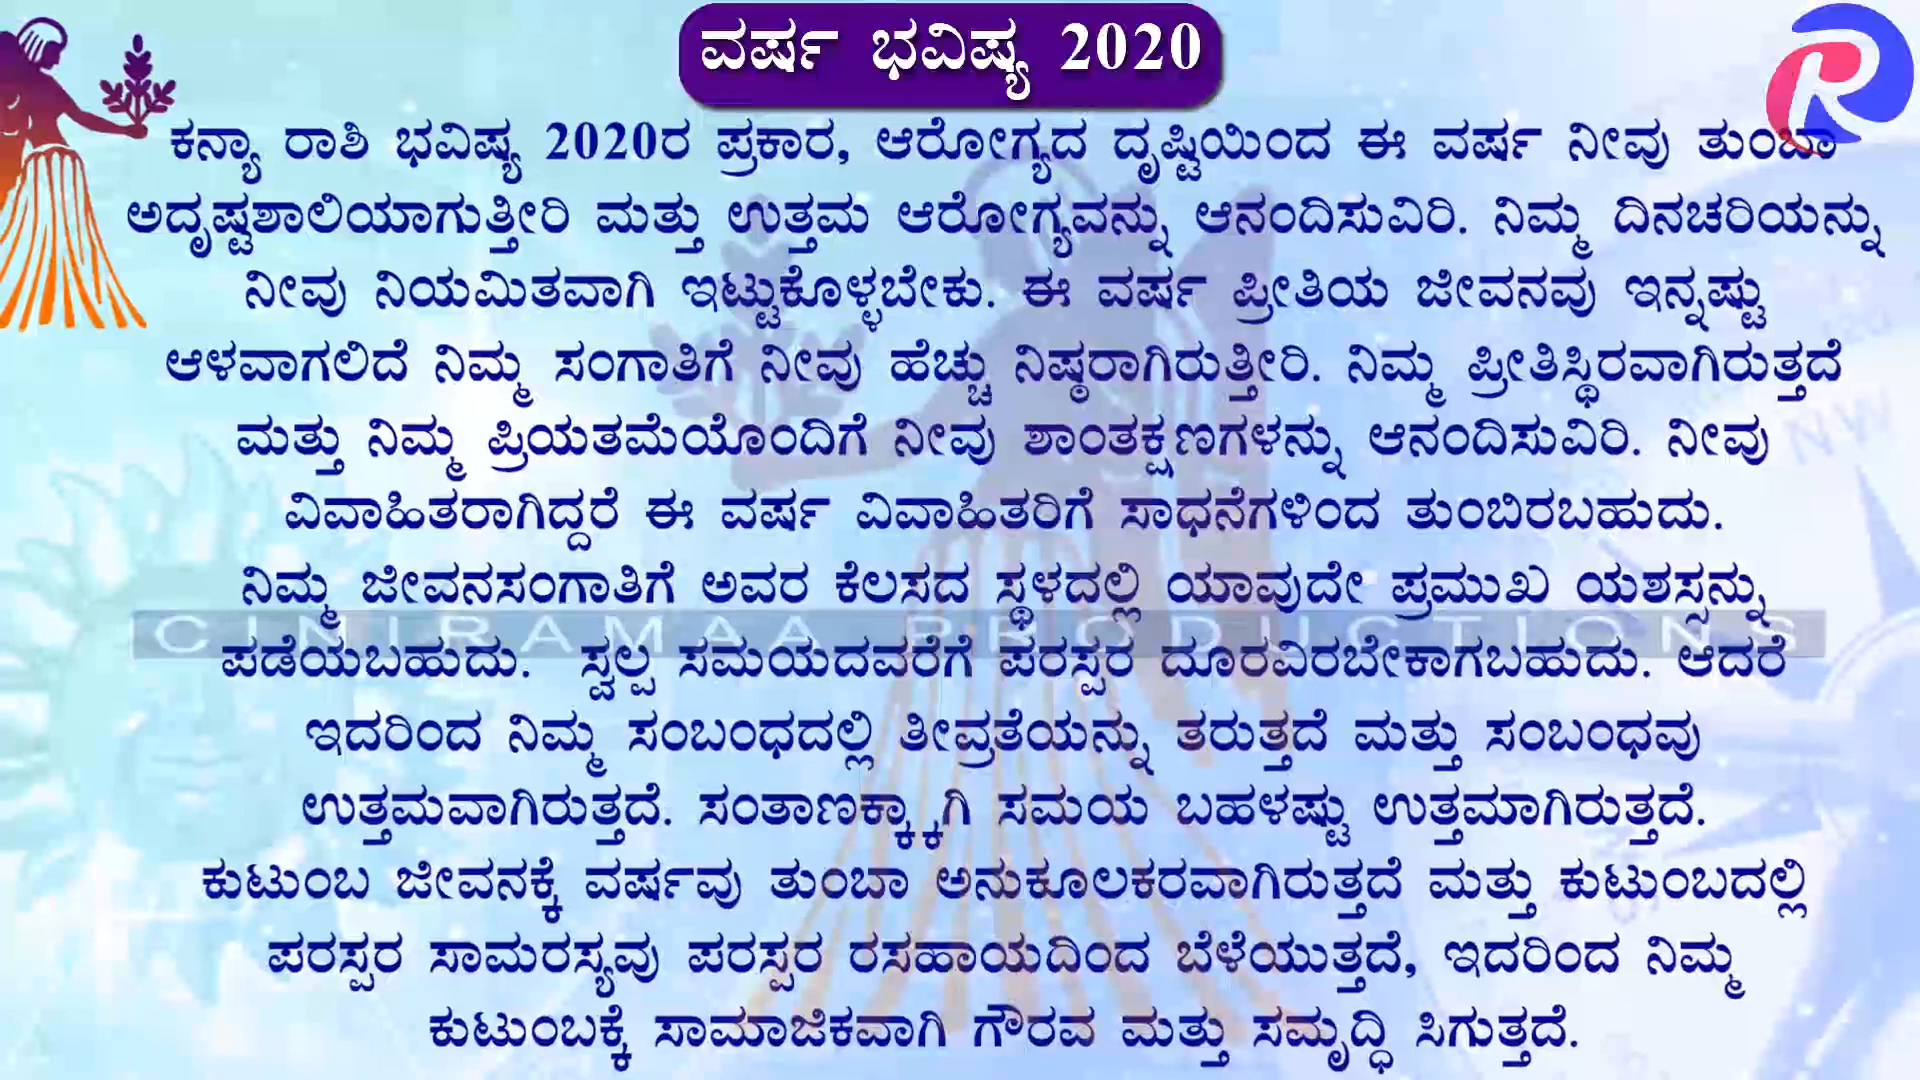 ವರ್ಷ ಭವಿಷ್ಯ 2020
ಕನ್ಯಾ ರಾಶಿ ಭವಿಷ್ಯ 2020ರ ಪ್ರಕಾರ, ಆರೋಗ್ಯದ ದೃಷ್ಟಿಯಿಂದ ಈ ವರ್ಷ ನೀವು ತುಂಬಾ
ಅದೃಷ್ಟಶಾಲಿಯಾಗುತ್ತೀರಿ ಮತ್ತು ಉತ್ತಮ ಆರೋಗ್ಯವನ್ನು ಆನಂದಿಸುವಿರಿ. ನಿಮ್ಮ ದಿನಚರಿಯನ್ನು
ನೀವು ನಿಯಮಿತವಾಗಿ ಇಟ್ಟುಕೊಳ್ಳಬೇಕು. ಈ ವರ್ಷ ಪ್ರೀತಿಯ ಜೀವನವು ಇನ್ನಷ್ಟು
ಆಳವಾಗಲಿದೆ ನಿಮ್ಮ ಸಂಗಾತಿಗೆ ನೀವು ಹೆಚ್ಚು ನಿಷ್ಠರಾಗಿರುತ್ತೀರಿ. ನಿಮ್ಮ ಪ್ರೀತಿಸ್ಥಿರವಾಗಿರುತ್ತದೆ
ಮತ್ತು ನಿಮ್ಮ ಪ್ರಿಯತಮೆಯೊಂದಿಗೆ ನೀವು ಶಾಂತಕ್ಷಣಗಳನ್ನು ಆನಂದಿಸುವಿರಿ. ನೀವು
ವಿವಾಹಿತರಾಗಿದ್ದರೆ ಈ ವರ್ಷ ವಿವಾಹಿತರಿಗೆ ಸಾಧನೆಗಳಿಂದ ತುಂಬಿರಬಹುದು.
ನಿಮ್ಮ ಜೀವನಸಂಗಾತಿಗೆ ಅವರ ಕೆಲಸದ ಸ್ಥಳದಲ್ಲಿ ಯಾವುದೇ ಪ್ರಮುಖ ಯಶಸ್ಸನ್ನು
CINIRAMAA PRODUCTIONS
ಪಡೆಯಬಹುದು. ಸ್ವಲ್ಪ ಸಮಯದವರೆಗೆ ಪರಸ್ಪರ ದೂರವಿರಬೇಕಾಗಬಹುದು. ಆದರೆ
ಇದರಿಂದ ನಿಮ್ಮ ಸಂಬಂಧದಲ್ಲಿ ತೀವ್ರತೆಯನ್ನು ತರುತ್ತದೆ ಮತ್ತು ಸಂಬಂಧವು
ಉತ್ತಮವಾಗಿರುತ್ತದೆ. ಸಂತಾಣಕ್ಕ್ಕಾಗಿ ಸಮಯ ಬಹಳಷ್ಟು ಉತ್ತಮಾಗಿರುತ್ತದೆ.
ಕುಟುಂಬ ಜೀವನಕ್ಕೆ ವರ್ಷವು ತುಂಬಾ ಅನುಕೂಲಕರವಾಗಿರುತ್ತದೆ ಮತ್ತು ಕುಟುಂಬದಲ್ಲಿ
ಪರಸ್ಪರ ಸಾಮರಸ್ಯವು ಪರಸ್ಪರ ರಸಹಾಯದಿಂದ ಬೆಳೆಯುತ್ತದೆ, ಇದರಿಂದ ನಿಮ್ಮ
ಕುಟುಂಬಕ್ಕೆ ಸಾಮಾಜಿಕವಾಗಿ ಗೌರವ ಮತ್ತು ಸಮೃದ್ಧಿ ಸಿಗುತ್ತದೆ.